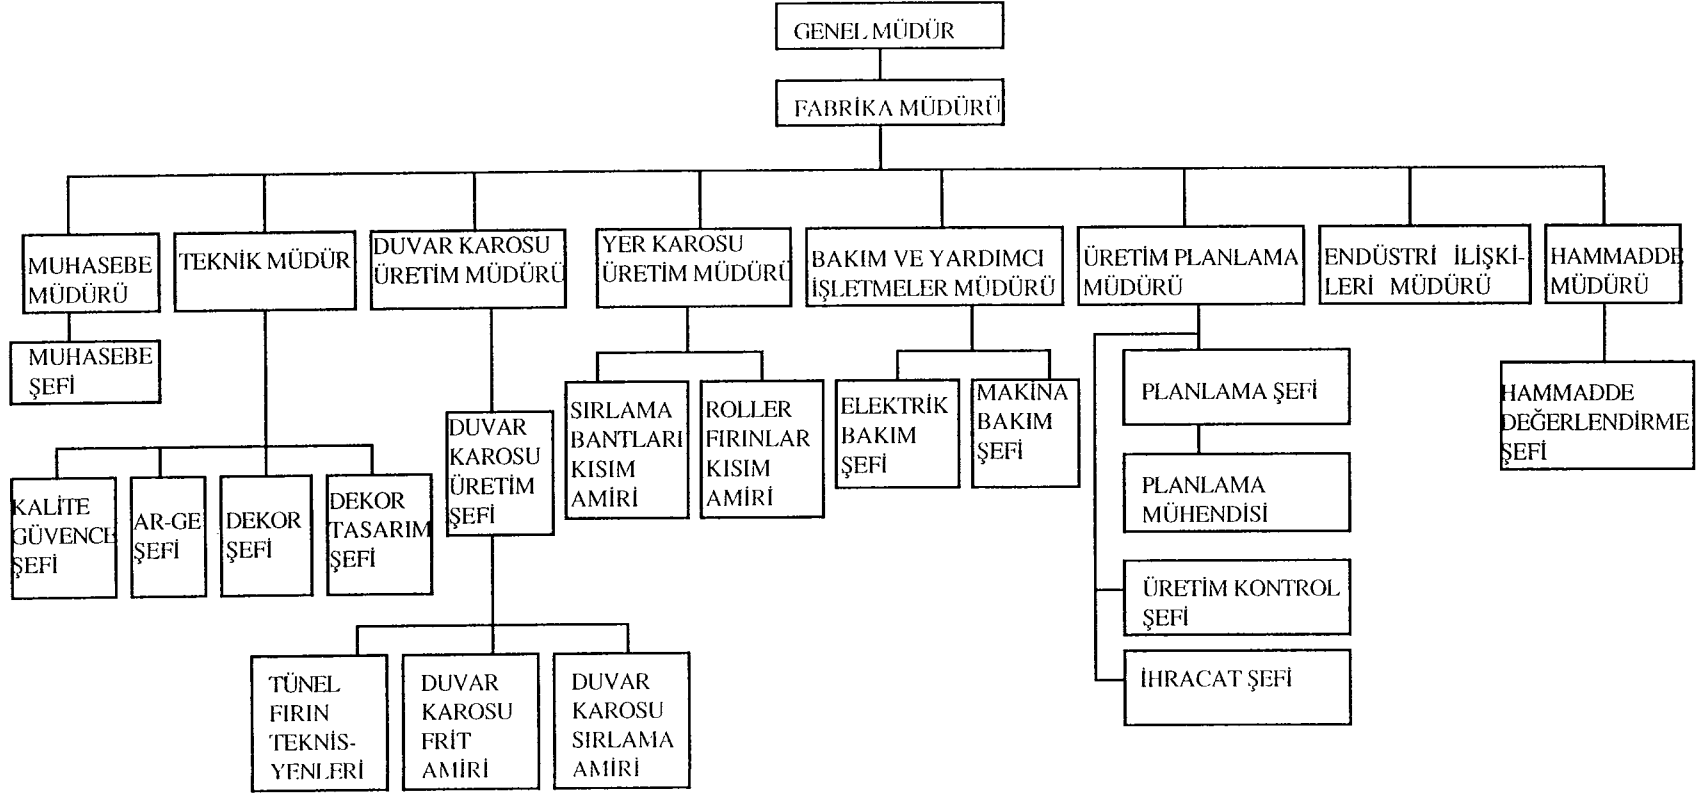 GENEL MÜDÜR
FABRİKA MÜDÜRÜ
MUHASEBE
MÜDÜRÜ
TEKNİK MÜDÜR
DUVAR KAROSU
ÜRETİM MÜDÜRÜ
YER KAROSU
ÜRETİM MÜDÜRÜ
BAKIM VE YARDIMCI
İŞLETMELER MÜDÜRÜ
ÜRETİM PLANLAMA
MÜDÜRÜ
ENDÜSTRİ İLİŞKİ-
LERİ MÜDÜRÜ
HAMMADDE
MÜDÜRÜ
MUHASEBE
ŞEFİ
KALİTE
GÜVENCE
ŞEFİ
AR-GE
ŞEFİ
DEKOR
ŞEFİ
DEKOR
TASARIM
ŞEFİ
DUVAR
KAROSU
ÜRETİM
ŞEFİ
TÜNEL
FIRIN
TEKNİS-
YENLERİ
DUVAR
KAROSU
FRİT
AMİRİ
DUVAR
KAROSU
SIRLAMA
AMİRİ
SIRLAMA
BANTLARI
KISIM
AMİRİ
ROLLER
FIRINLAR
KISIM
AMİRİ
ELEKTRİK
BAKIM
ŞEFİ
MAKİNA
BAKIM
ŞEFİ
PLANLAMA ŞEFİ
PLANLAMA
MÜHENDİSİ
ÜRETİM KONTROL
ŞEFİ
İHRACAT ŞEFİ
HAMMADDE
DEĞERLENDİRME
ŞEFİ